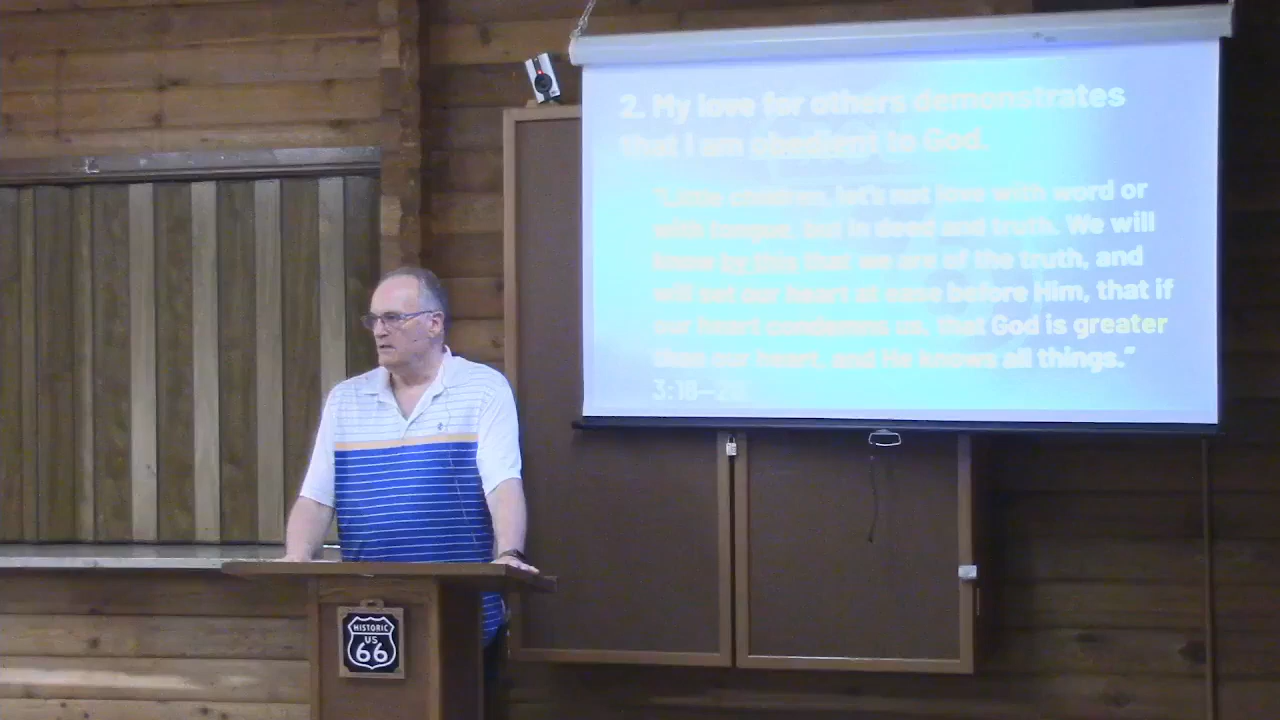 2. My love for others demonstrates
that I am obedient to God.
"Little children, let's not love with word or
with tongue, but in deed and truth. We will
know by this that we are of the truth, and
will set our heart at ease before Him, that if
our heart condemns us, that God is greater
than our heart, and He knows all things."
3:18–20
HISTORIC
US
66